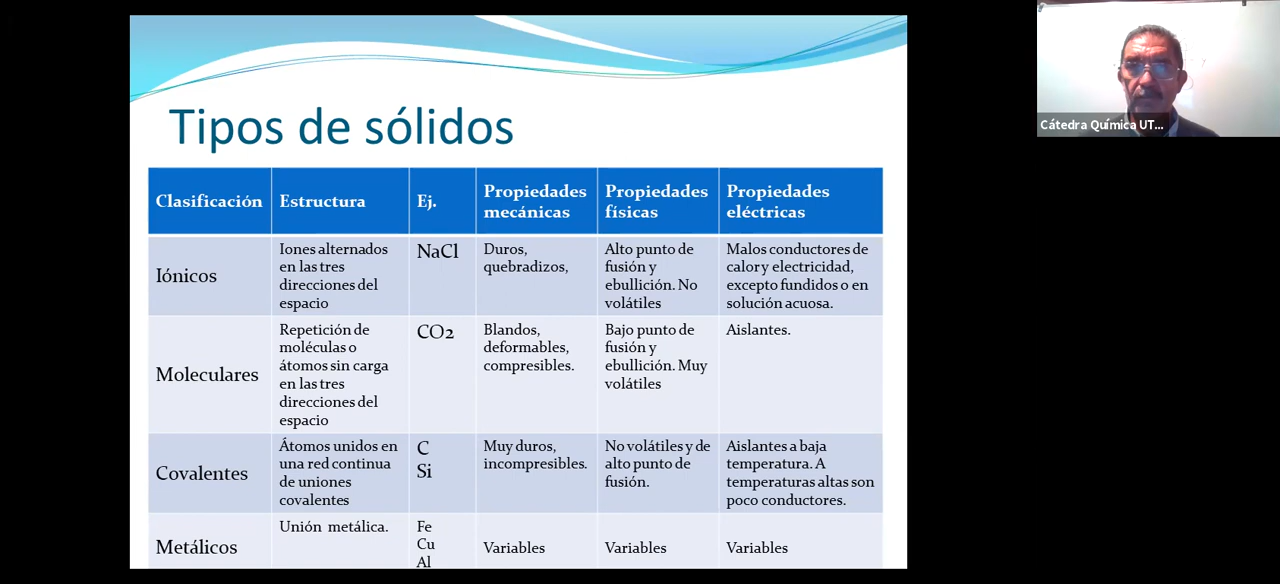 Tipos de sólidos
Clasificación
Estructura
Ej.
Propiedades
mecánicas
Propiedades
físicas
Propiedades
eléctricas
Iónicos
Iones alternados
en las tres
direcciones del
espacio
NaCl
Duros,
quebradizos,
Alto punto de
fusión y
ebullición. No
volátiles
Malos conductores de
calor y electricidad,
excepto fundidos o en
solución acuosa.
Moleculares
Repetición de
moléculas o
átomos sin carga
en las tres
direcciones del
espacio
CO2
Blandos,
deformables,
compresibles.
Bajo punto de
fusión y
ebullición. Muy
volátiles
Aislantes.
Covalentes
Átomos unidos en
una red continua
de uniones
covalentes
C
Si
Muy duros,
incompresibles.
No volátiles y de
alto punto de
fusión.
Aislantes a baja
temperatura. A
temperaturas altas son
poco conductores.
Metálicos
Unión metálica.
Fe
Cu
Al
Variables
Variables
Variables
Cátedra Química UT...